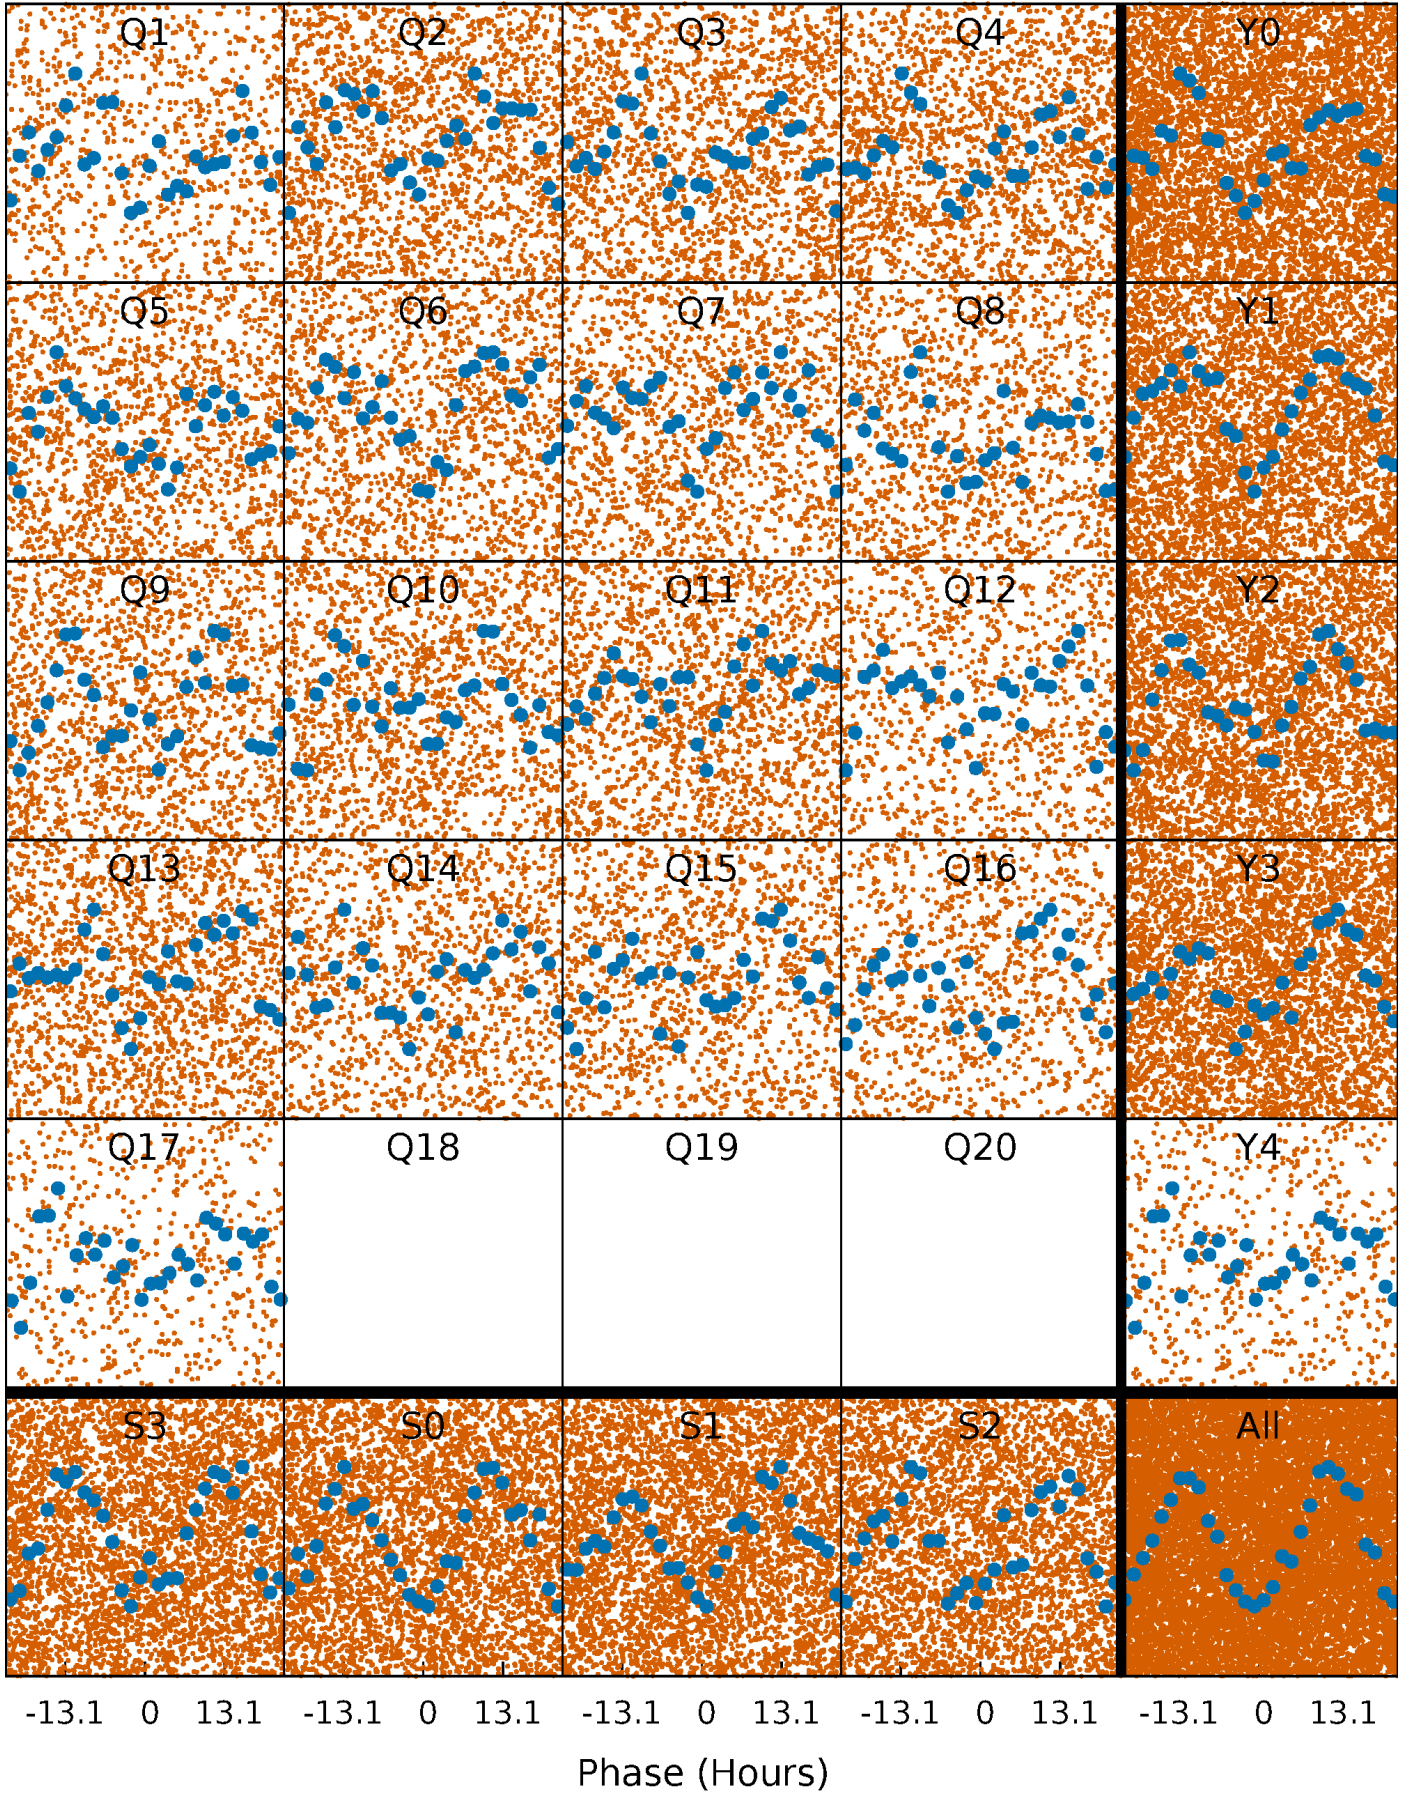 Q1 Q2 Q3 Q4 Y0
Q5 Q6 Q7 Q8 Y1
Q9 Q10 Q11 Q12 Y2
Q13 Q14 Q15 Q16 Y3
Q17 Q18 Q19 Q20 Y4
S3 S0 S1 S2 All
-13.1 0 13.1 -13.1 0 13.1 -13.1 0 13.1 -13.1 0 13.1 -13.1 0 13.1
Phase (Hours)